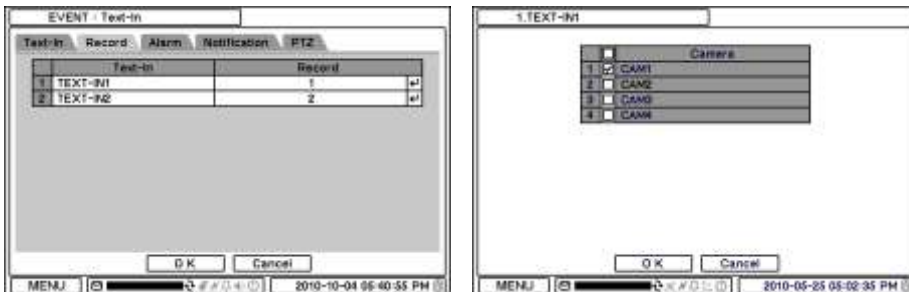 EVENT / Text-In
Text-In Record Alarm Notification PTZ
Text-In Record
1 TEXT-IN1 1
2 TEXT-IN2 2
OK Cancel
MENU 2010-10-04 05:40:55 PM
1.TEXT-IN1
Camera
1 CAM1
2 CAM2
3 CAM3
4 CAM4
OK Cancel
MENU 2010-05-25 05:02:35 PM